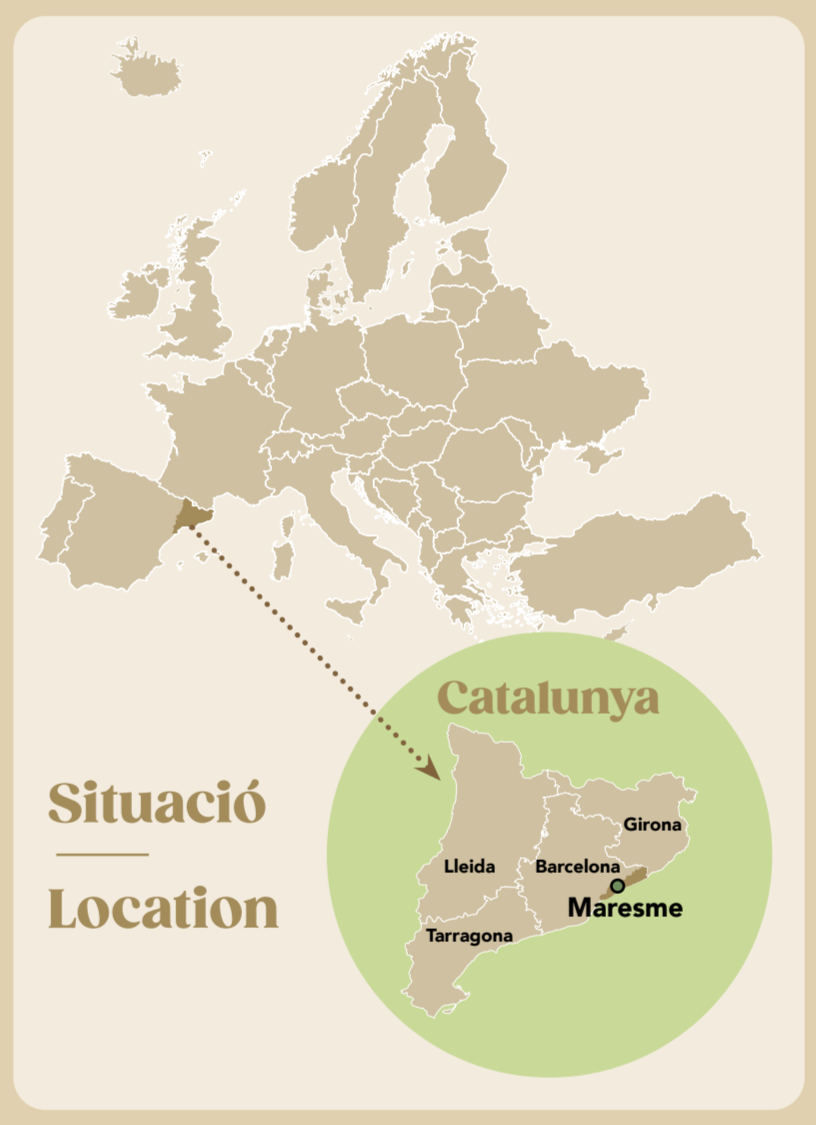 Catalunya
Situació
Location
Girona
Lleida
Barcelona
Maresme
Tarragona